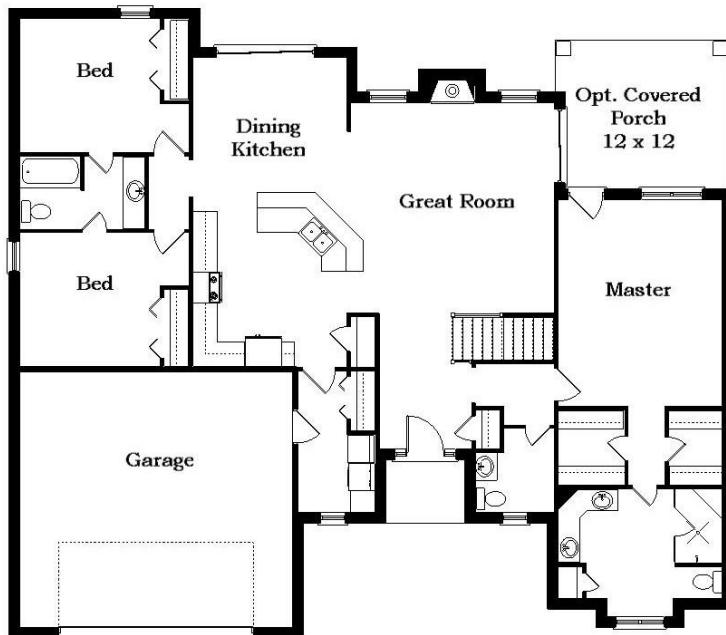 Bed
Dining
Kitchen
Opt. Covered
Porch
12 x 12
Great Room
Bed
Master
Garage